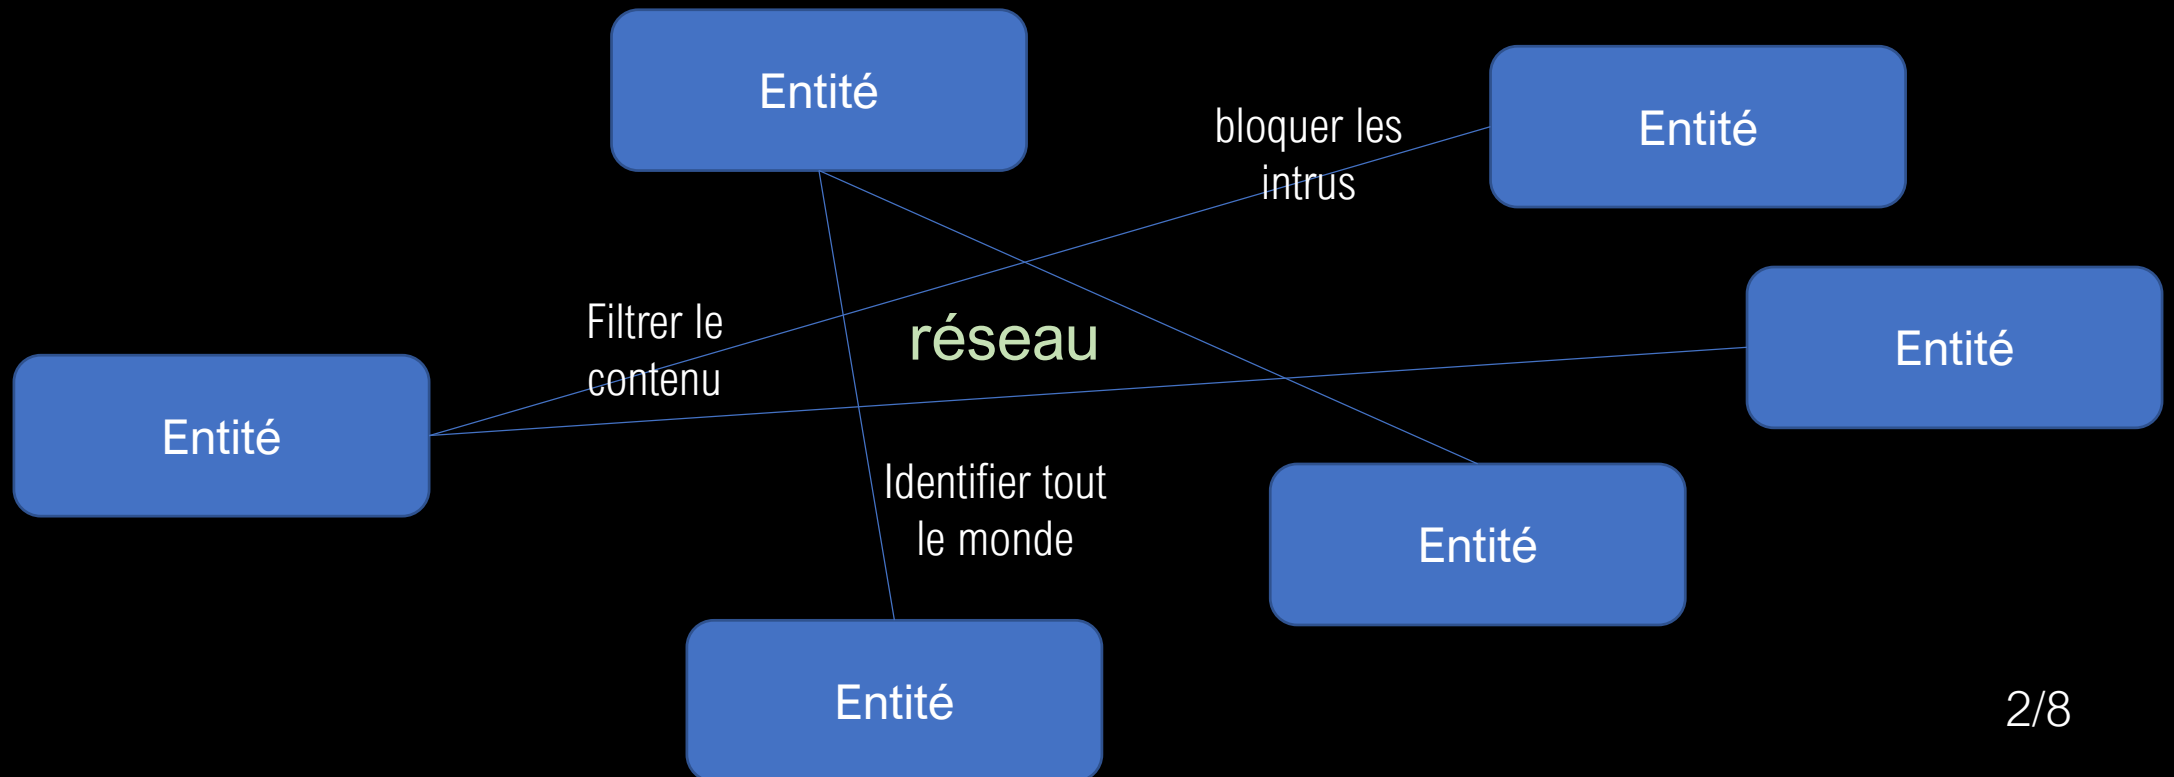 Entité
bloquer les
intrus
Entité
Filtrer le
contenu
réseau
Entité
Entité
Identifier tout
le monde
Entité
Entité
2/8